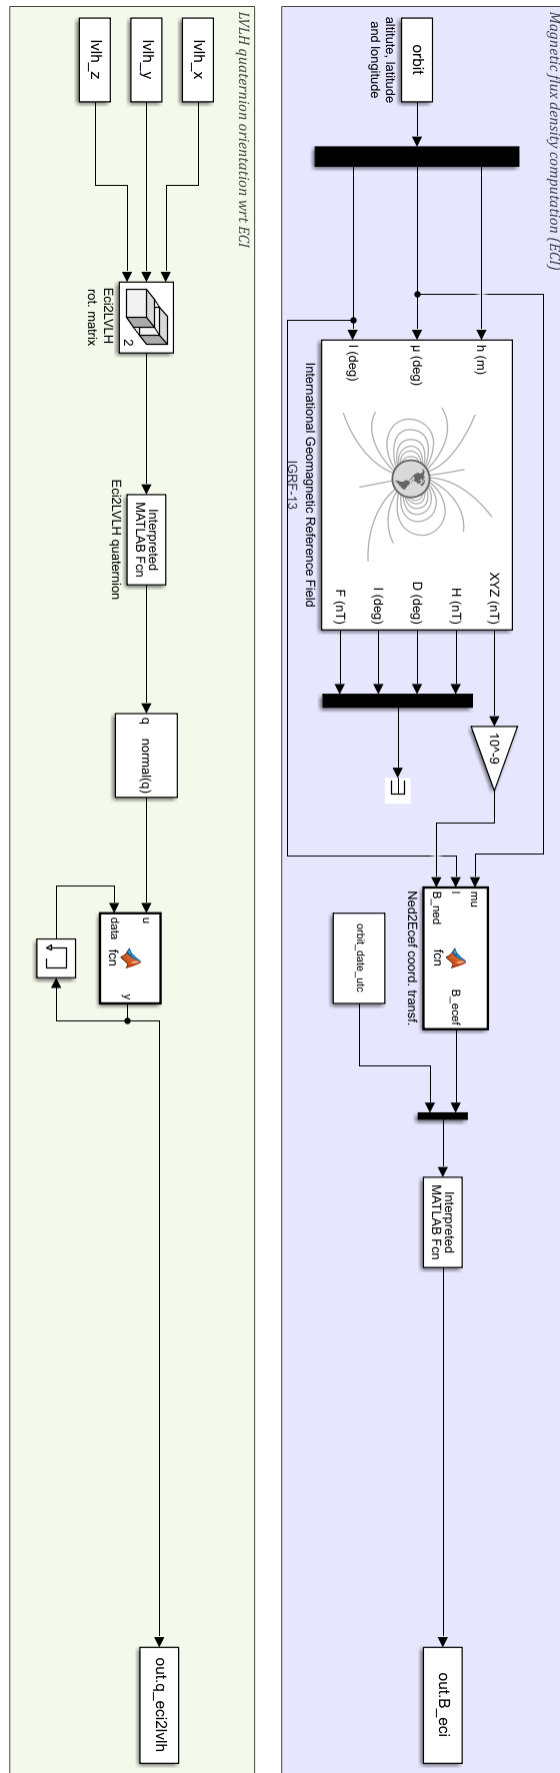 Magnetic flux density computation (ECI)
orbit
altitute, latitude
and longitude
h (m)
μ (deg)
l (deg)
XYZ (nT)
H (nT)
D (deg)
I (deg)
F (nT)
International Geomagnetic Reference Field
IGRF-13
10^-9
mu
l
B_ned
fcn
B_ecef
Ned2Ecef coord. transf.
orbit_date_utc
Interpreted
MATLAB Fcn
out.B_eci
LVLH quaternion orientation wrt ECI
lvlh_x
lvlh_y
lvlh_z
2
Eci2LVLH
rot. matrix
Interpreted
MATLAB Fcn
Eci2LVLH quaternion
q normal(q)
u
data
fcn
y
out.q_eci2lvlh